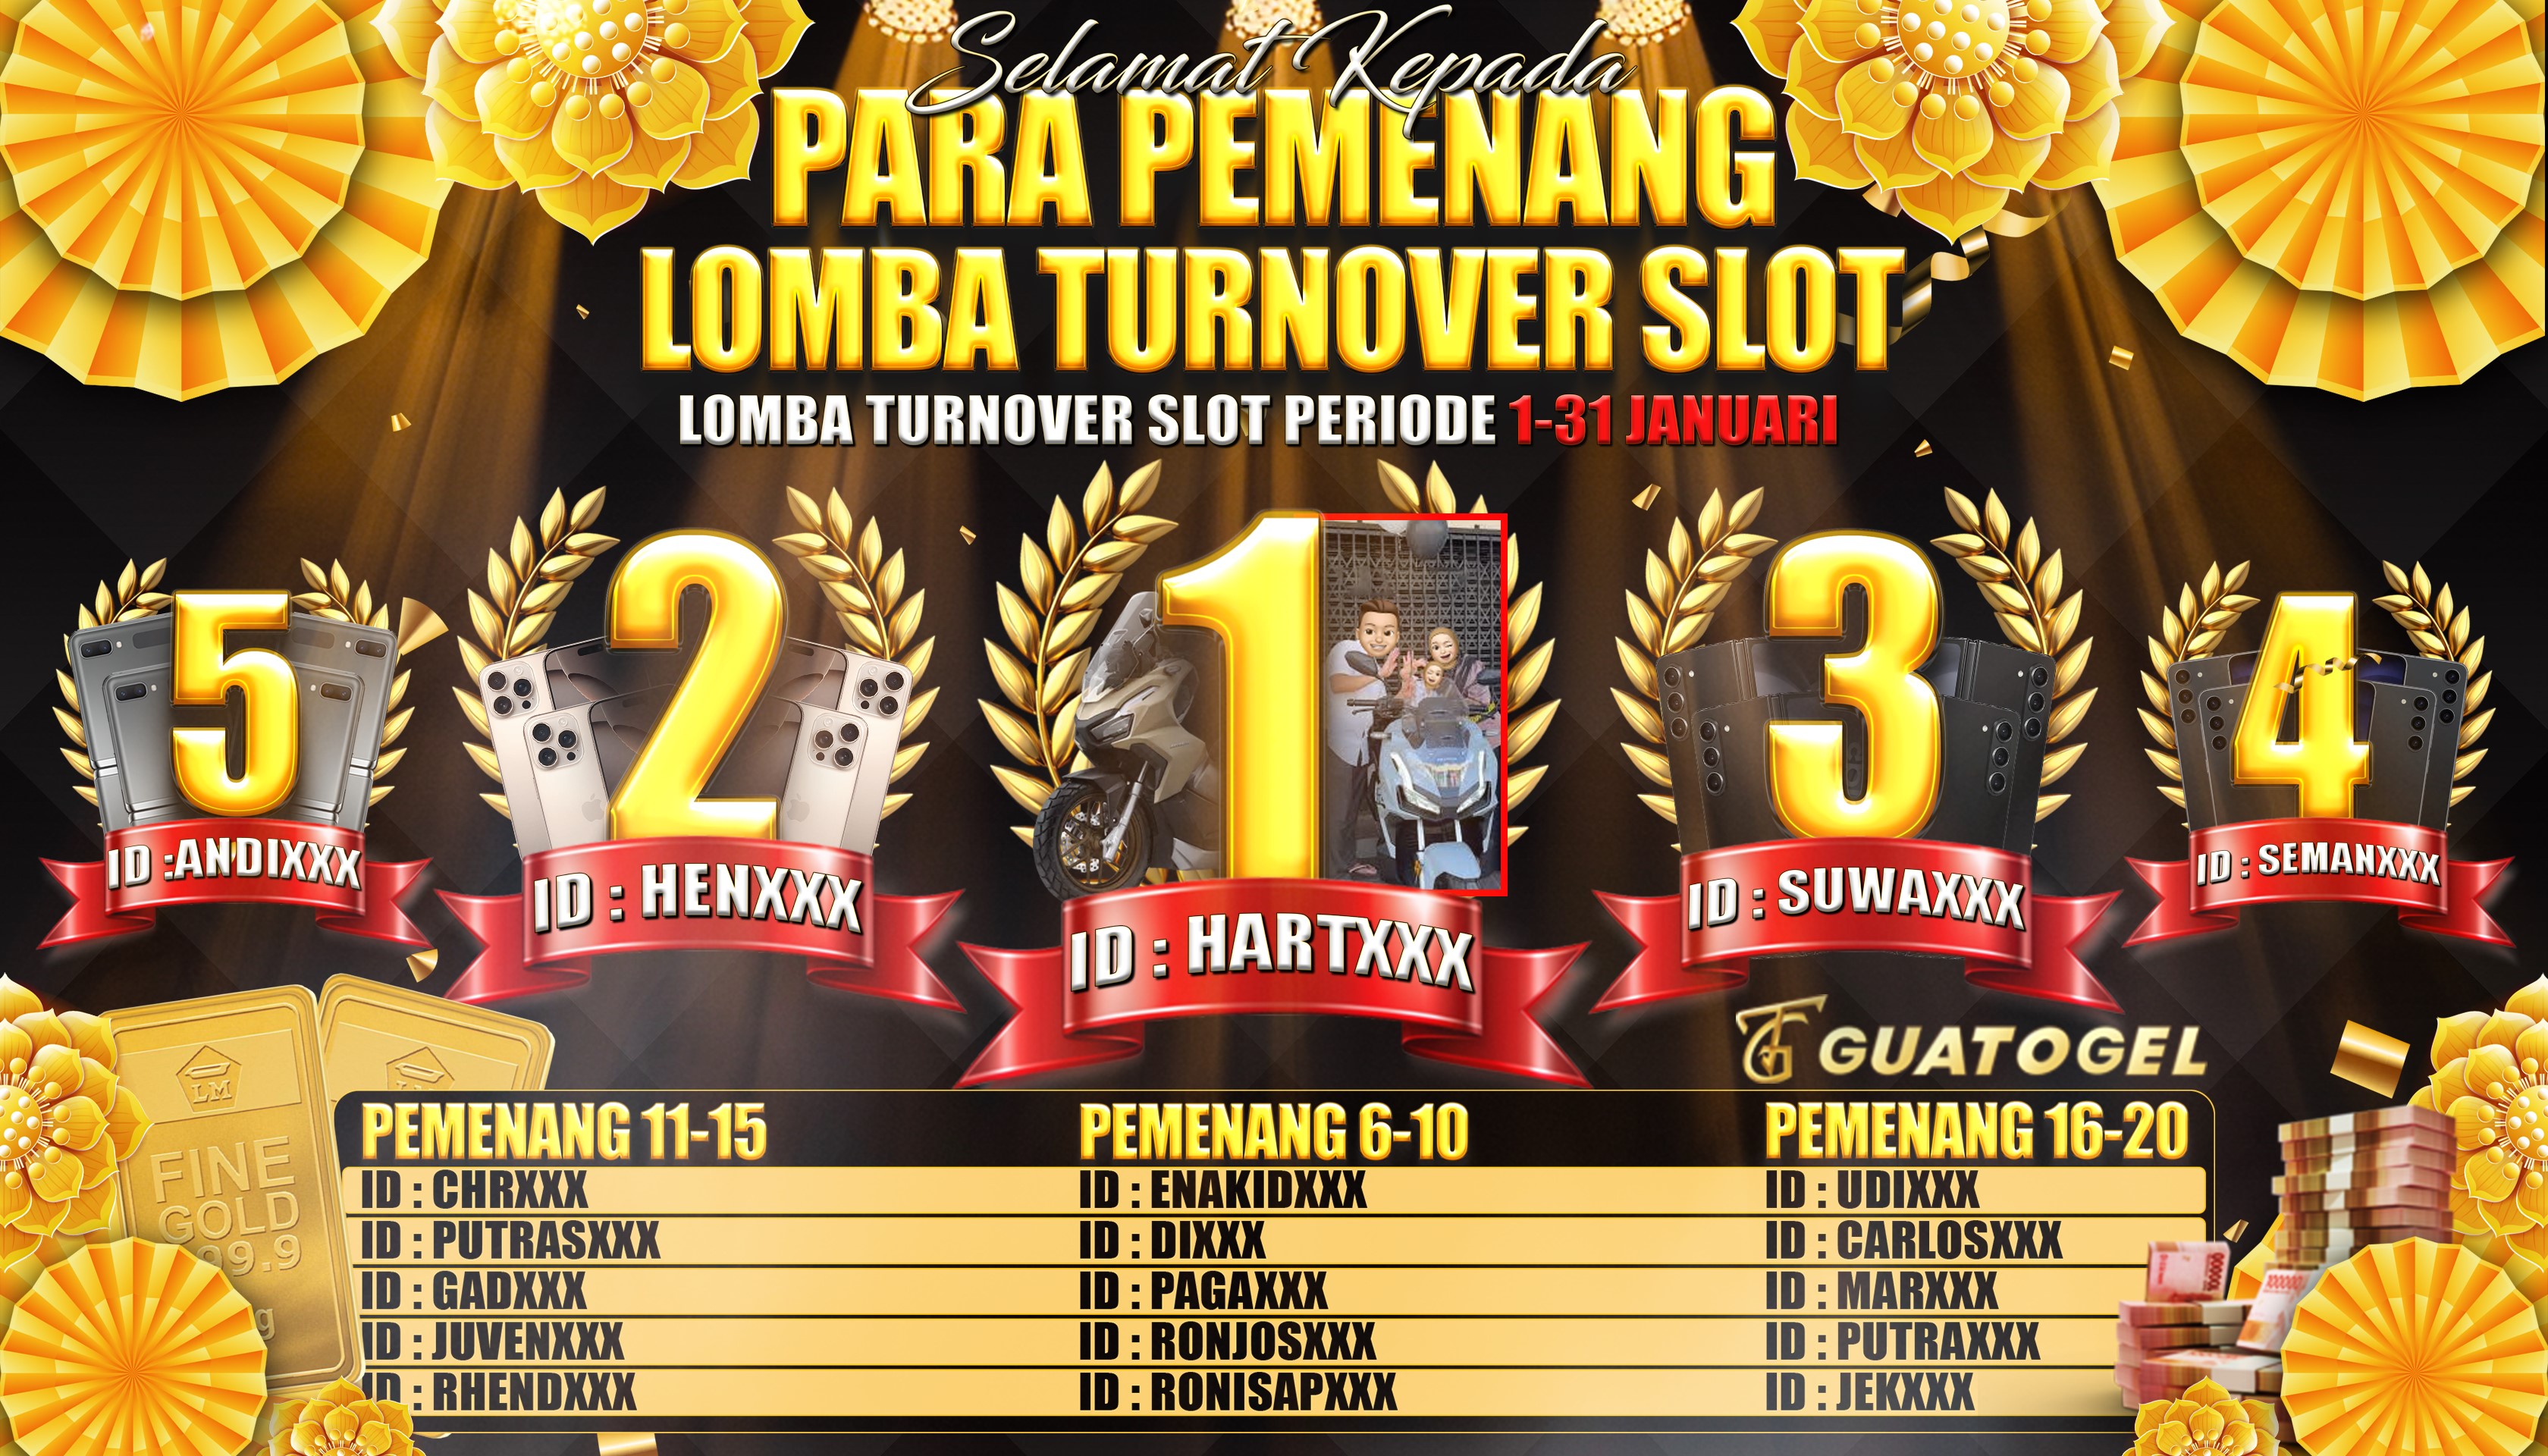 Selamat Kepada
PARA PEMENANG
LOMBA TURNOVER SLOT
LOMBA TURNOVER SLOT PERIODE 1-31 JANUARI
5
2
1
3
4
ID :ANDIXXX
ID : HENXXX
ID : HARTXXX
ID : SUWAXXX
ID : SEMANXXX
GUATOGEL
LM
FINE
GOLD
99.9
g
PEMENANG 11-15
ID : CHRXXX
ID : PUTRASXXX
ID : GADXXX
ID : JUVENXXX
ID : RHENDXXX
PEMENANG 6-10
ID : ENAKIDXXX
ID : DIXXX
ID : PAGAXXX
ID : RONJOSXXX
ID : RONISAPXXX
PEMENANG 16-20
ID : UDIXXX
ID : CARLOSXXX
ID : MARXXX
ID : PUTRAXXX
ID : JEKXXX